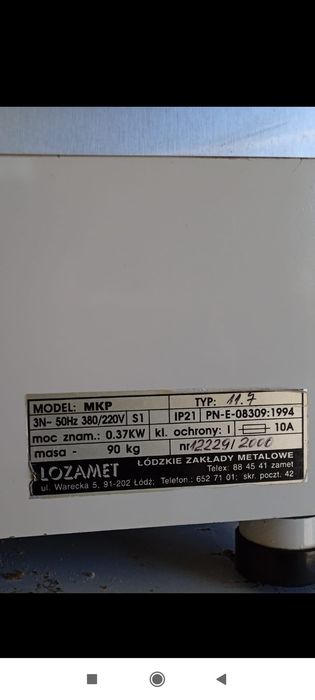 MODEL: MKP TYP: 11.7
3N~ 50Hz 380/220V S1 IP21 PN-E-08309:1994
moc znam.: 0.37KW kl. ochrony: I 10A
masa - 90 kg nr 12229/2000
LOZAMET ŁÓDZKIE ZAKŁADY METALOWE
Telex: 88 45 41 zamet
ul. Warecka 5, 91-202 Łódź; Telefon: 652 71 01; skr. poczt. 42